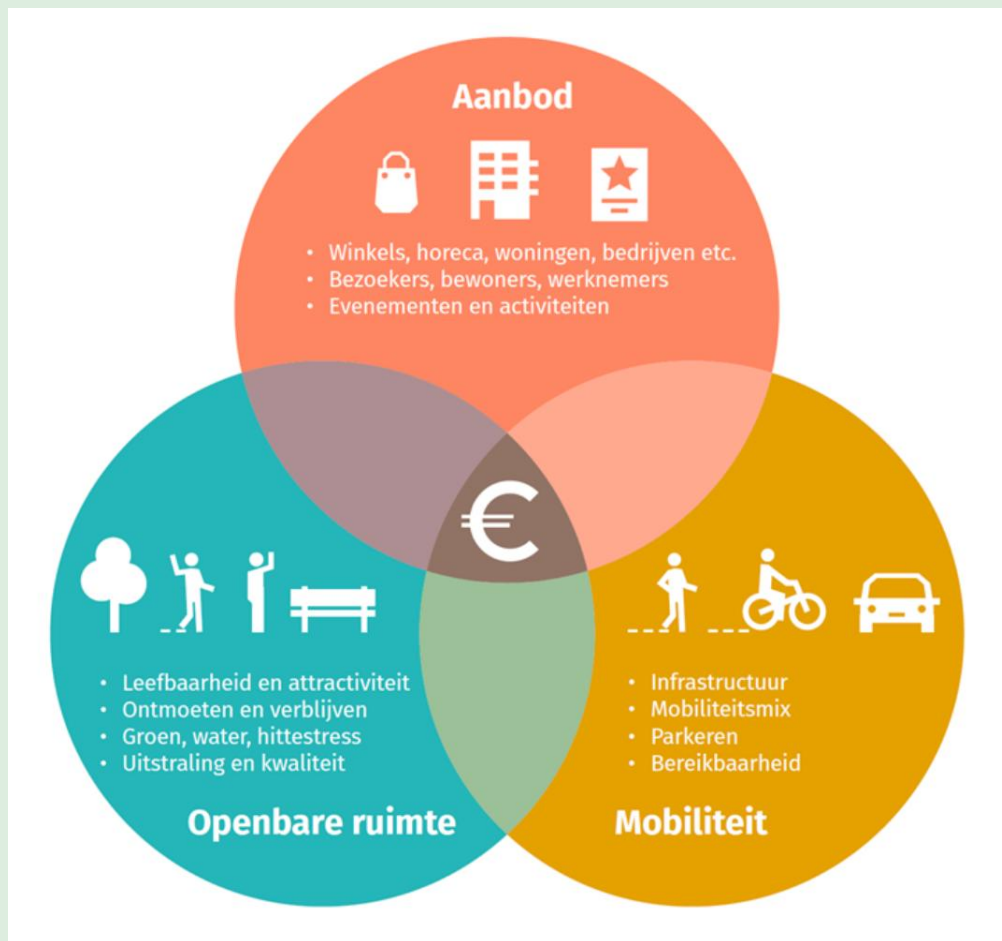 Aanbod
• Winkels, horeca, woningen, bedrijven etc.
• Bezoekers, bewoners, werknemers
• Evenementen en activiteiten
€
• Leefbaarheid en attractiviteit
• Ontmoeten en verblijven
• Groen, water, hittestress
• Uitstraling en kwaliteit
Openbare ruimte
• Infrastructuur
• Mobiliteitsmix
• Parkeren
• Bereikbaarheid
Mobiliteit